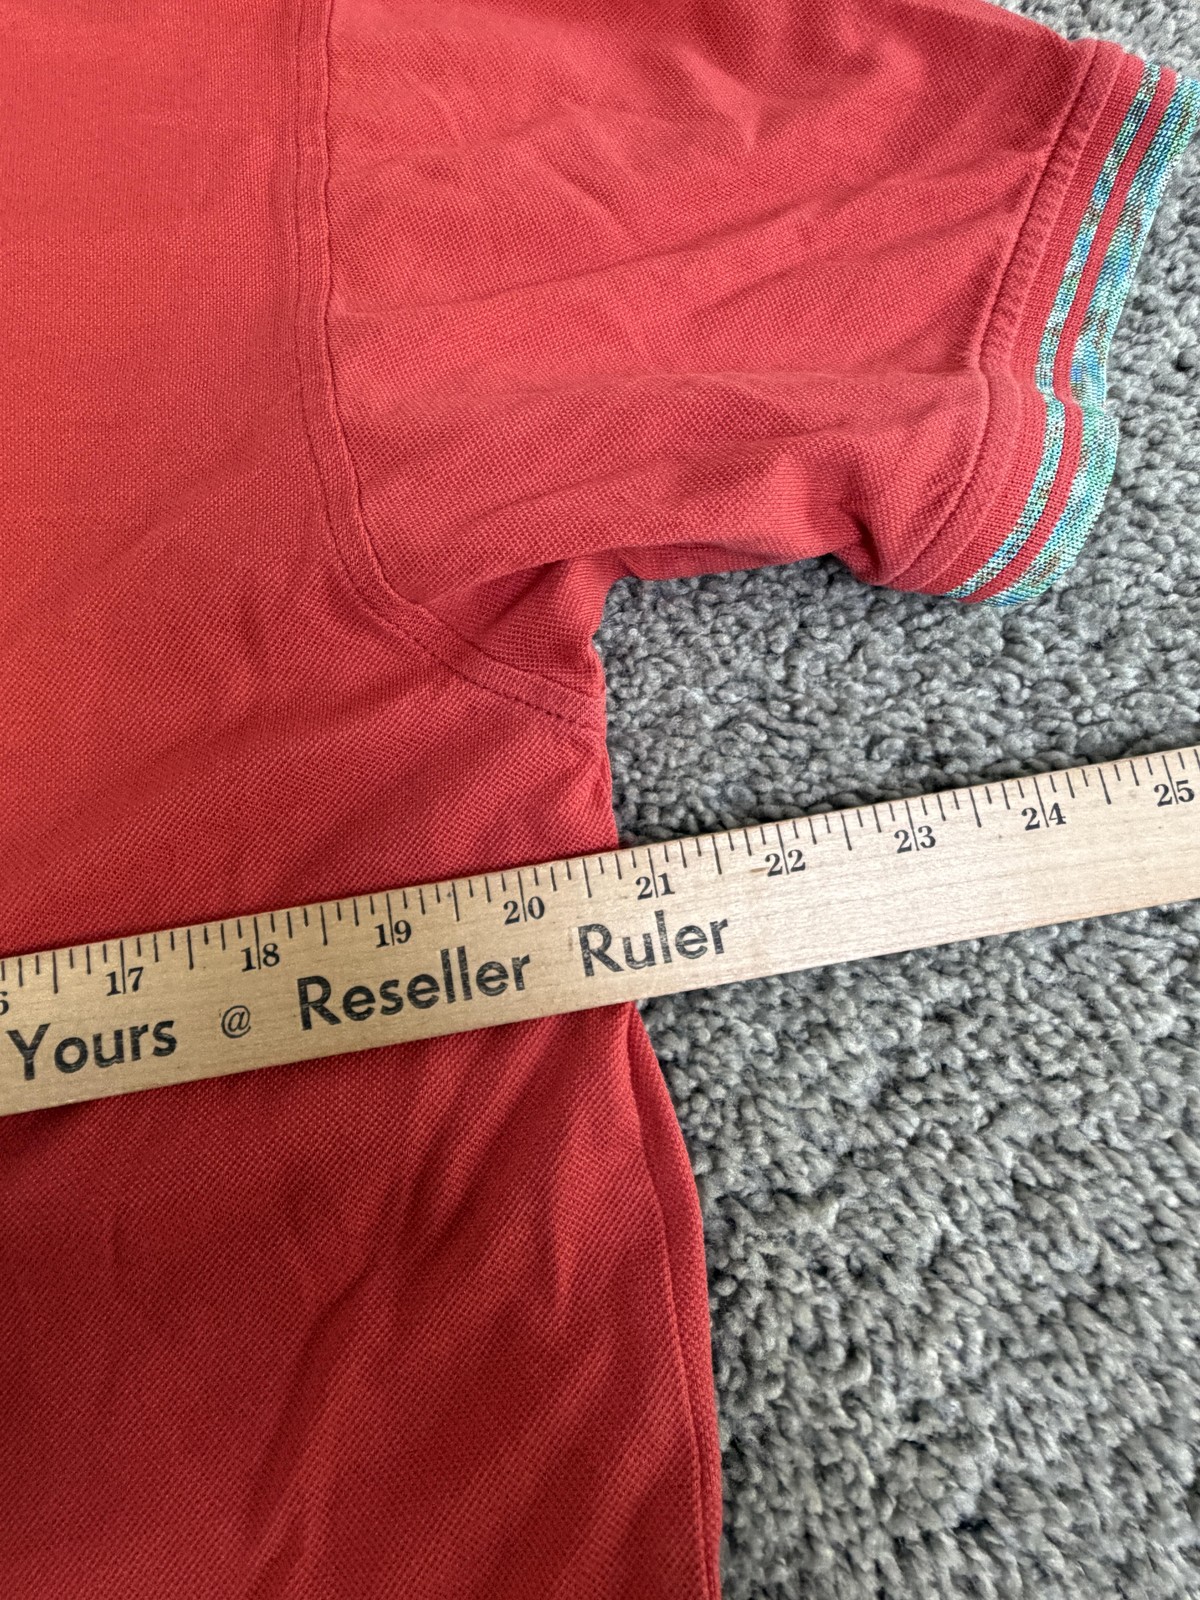 17 18 19 20 21 22 23 24 25
Yours @ Reseller Ruler